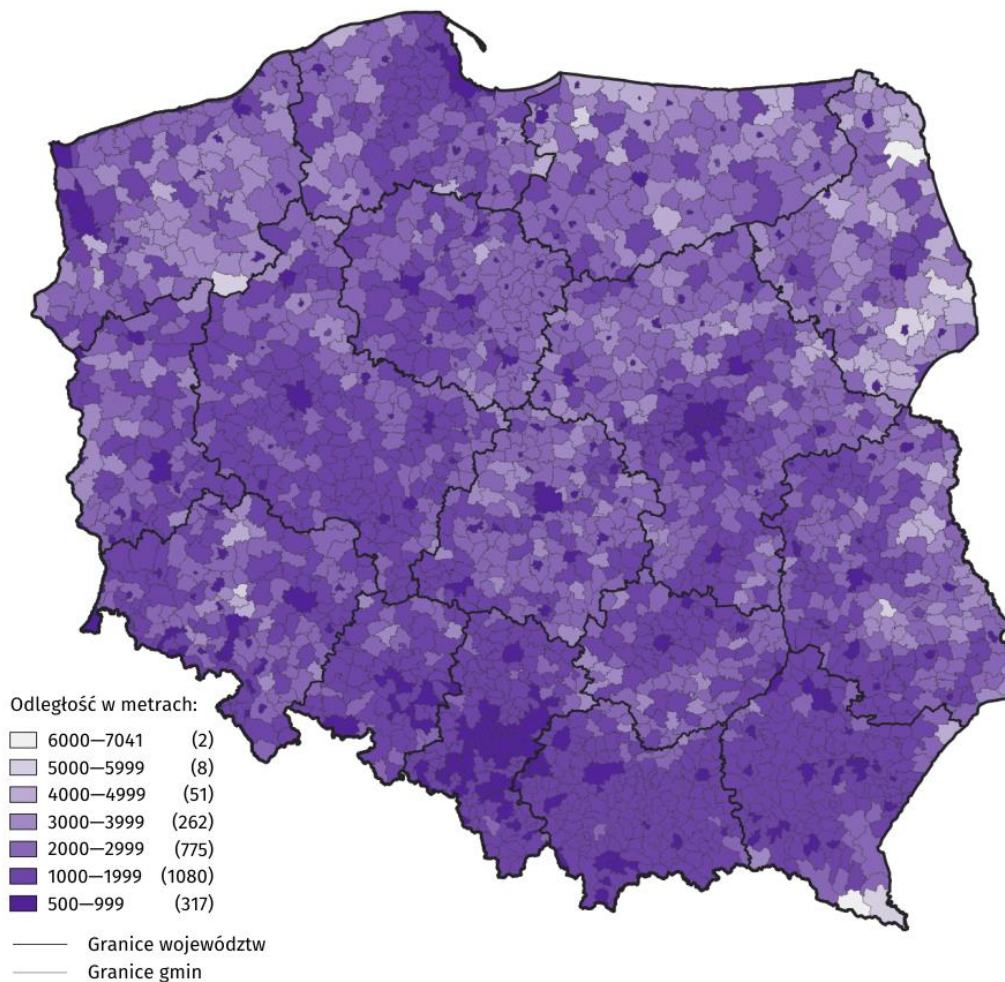 Odległość w metrach:
6000—7041 (2)
5000—5999 (8)
4000—4999 (51)
3000—3999 (262)
2000—2999 (775)
1000—1999 (1080)
500—999 (317)
Granice województw
Granice gmin